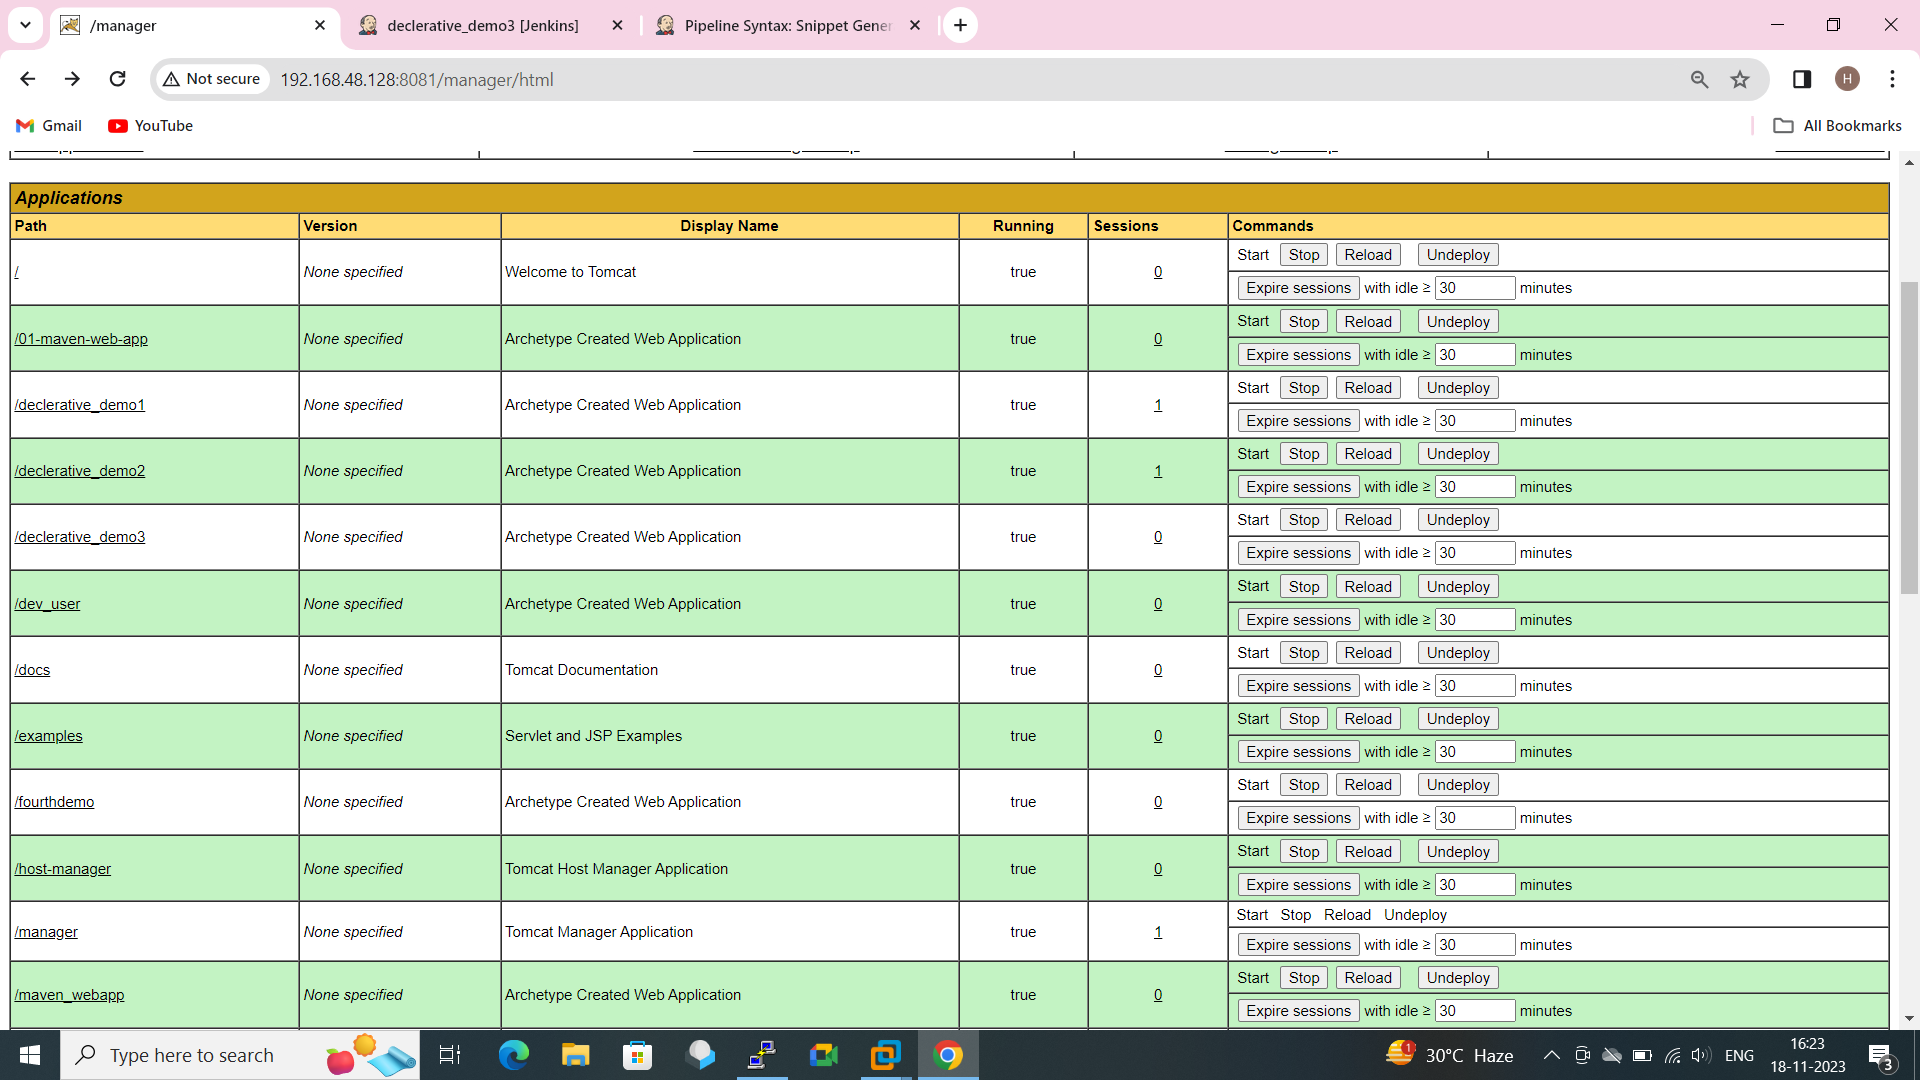 /manager
declerative_demo3 [Jenkins]
Pipeline Syntax: Snippet Gener
Not secure
192.168.48.128:8081/manager/html
H
Gmail
YouTube
All Bookmarks
Applications
Path Version Display Name Running Sessions Commands
/ None specified Welcome to Tomcat true 0 Start Stop Reload Undeploy
Expire sessions with idle ≥ 30 minutes
/01-maven-web-app None specified Archetype Created Web Application true 0 Start Stop Reload Undeploy
Expire sessions with idle ≥ 30 minutes
/declerative_demo1 None specified Archetype Created Web Application true 1 Start Stop Reload Undeploy
Expire sessions with idle ≥ 30 minutes
/declerative_demo2 None specified Archetype Created Web Application true 1 Start Stop Reload Undeploy
Expire sessions with idle ≥ 30 minutes
/declerative_demo3 None specified Archetype Created Web Application true 0 Start Stop Reload Undeploy
Expire sessions with idle ≥ 30 minutes
/dev_user None specified Archetype Created Web Application true 0 Start Stop Reload Undeploy
Expire sessions with idle ≥ 30 minutes
/docs None specified Tomcat Documentation true 0 Start Stop Reload Undeploy
Expire sessions with idle ≥ 30 minutes
/examples None specified Servlet and JSP Examples true 0 Start Stop Reload Undeploy
Expire sessions with idle ≥ 30 minutes
/fourthdemo None specified Archetype Created Web Application true 0 Start Stop Reload Undeploy
Expire sessions with idle ≥ 30 minutes
/host-manager None specified Tomcat Host Manager Application true 0 Start Stop Reload Undeploy
Expire sessions with idle ≥ 30 minutes
/manager None specified Tomcat Manager Application true 1 Start Stop Reload Undeploy
Expire sessions with idle ≥ 30 minutes
/maven_webapp None specified Archetype Created Web Application true 0 Start Stop Reload Undeploy
Expire sessions with idle ≥ 30 minutes
Type here to search
1
30°C Haze
ENG
16:23
18-11-2023
3